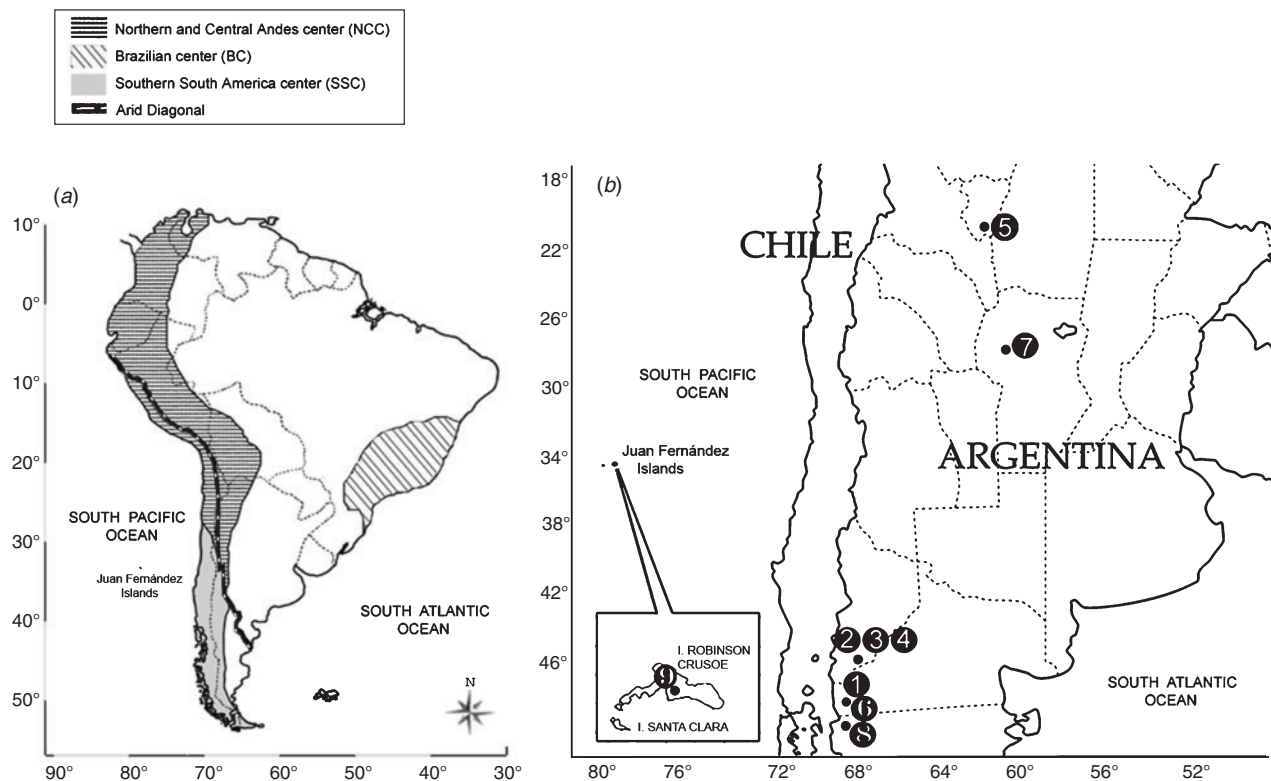 Northern and Central Andes center (NCC)
Brazilian center (BC)
Southern South America center (SSC)
Arid Diagonal
(a)
10°
0°
10°
20°
30°
40°
50°
90°
80°
70°
60°
50°
40°
30°
SOUTH PACIFIC
OCEAN
Juan Fernández
Islands
SOUTH ATLANTIC
OCEAN
N
(b)
18°
22°
26°
30°
34°
38°
42°
46°
80°
76°
72°
68°
64°
60°
56°
52°
CHILE
5
7
SOUTH PACIFIC
OCEAN
ARGENTINA
Juan Fernández
Islands
2 3 4
1
6
8
I. ROBINSON
CRUSOE
9
I. SANTA CLARA
SOUTH ATLANTIC
OCEAN